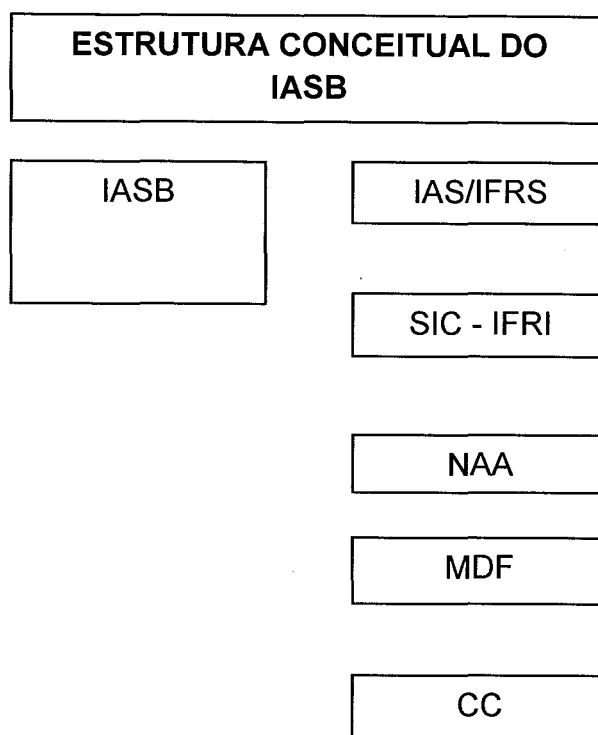 ESTRUTURA CONCEITUAL DO
IASB
IASB
IAS/IFRS
SIC - IFRI
NAA
MDF
CC